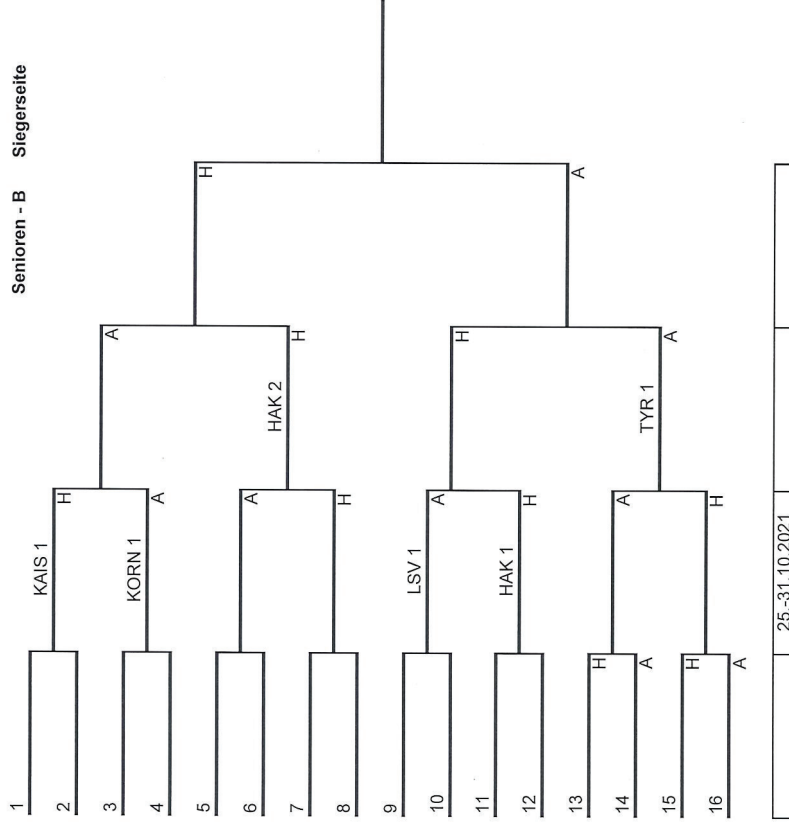 Senioren - B Siegerseite
1
2
3
4
5
6
7
8
9
10
11
12
13
14
15
16
H
A
H
A
KAIS 1
KORN 1
LSV 1
HAK 1
H
A
A
H
A
H
A
H
HAK 2
TYR 1
A
H
H
A
H
A
25.-31.10.2021